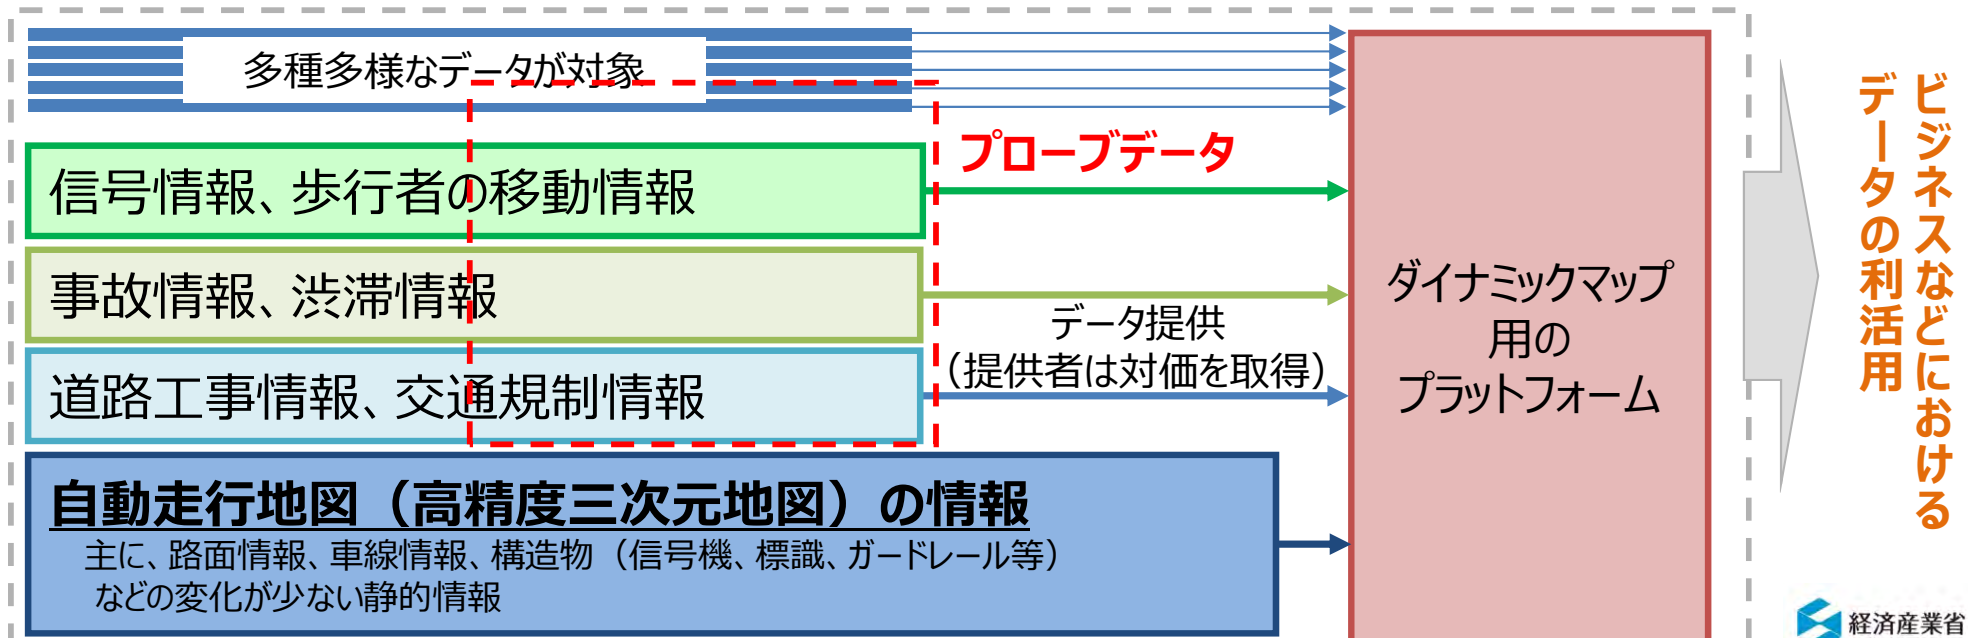 多種多様なデータが対象
プローブデータ
信号情報、歩行者の移動情報
事故情報、渋滞情報
データ提供
（提供者は対価を取得）
道路工事情報、交通規制情報
自動走行地図（高精度三次元地図）の情報
主に、路面情報、車線情報、構造物（信号機、標識、ガードレール等）
などの変化が少ない静的情報
ダイナミックマップ
用の
プラットフォーム
ビジネスなどにおける
データの利活用
経済産業省